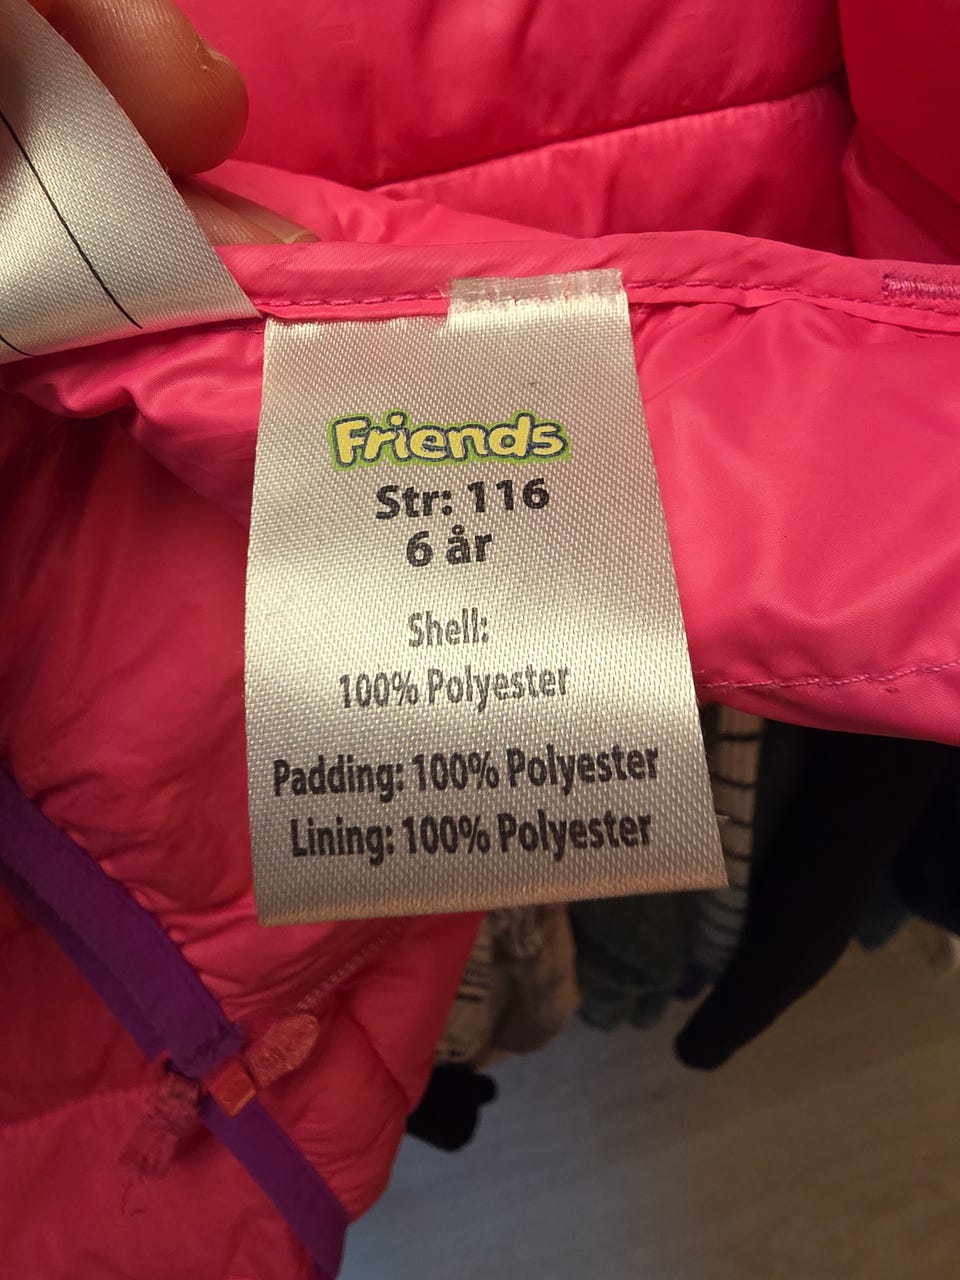 Friends
Str: 116
6 år
Shell:
100% Polyester
Padding: 100% Polyester
Lining: 100% Polyester